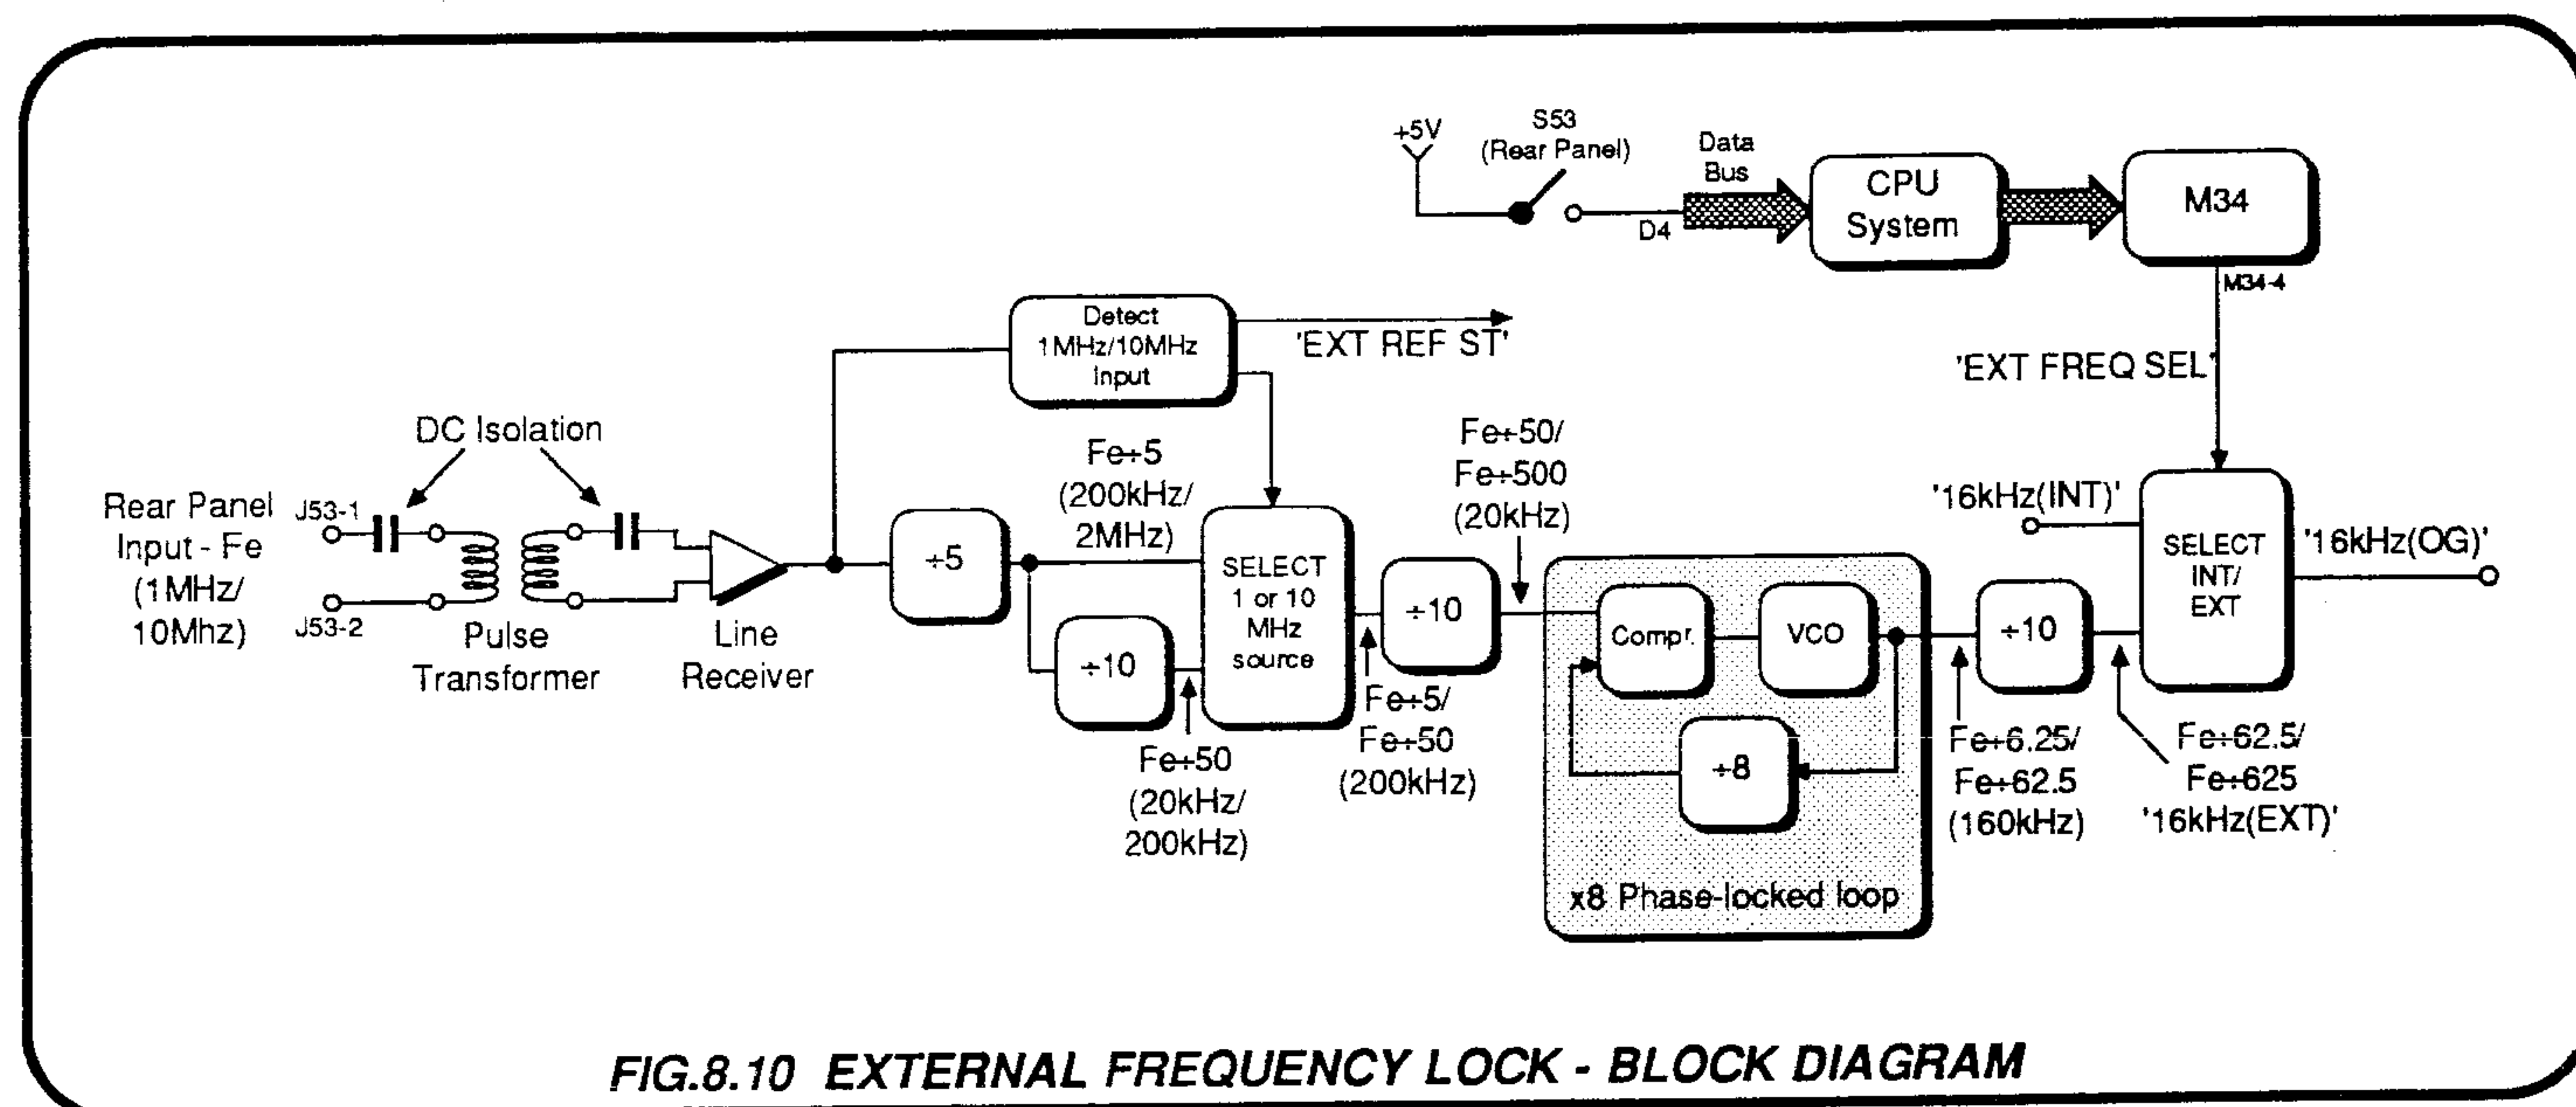 +5V
S53
(Rear Panel)
Data
Bus
D4
CPU
System
M34
M34-4
Detect
1MHz/10MHz
Input
'EXT REF ST'
'EXT FREQ SEL'
DC Isolation
Rear Panel
Input - Fe
(1MHz/
10Mhz)
J53-1
J53-2
Pulse
Transformer
Line
Receiver
÷5
Fe÷5
(200kHz/
2MHz)
÷10
Fe÷50
(20kHz/
200kHz)
SELECT
1 or 10
MHz
source
Fe÷5/
Fe÷50
(200kHz)
÷10
Fe÷50/
Fe÷500
(20kHz)
Compr.
VCO
÷8
x8 Phase-locked loop
Fe÷6.25/
Fe÷62.5
(160kHz)
÷10
Fe÷62.5/
Fe÷625
'16kHz(EXT)'
'16kHz(INT)'
SELECT
INT/
EXT
'16kHz(OG)'
FIG.8.10 EXTERNAL FREQUENCY LOCK - BLOCK DIAGRAM